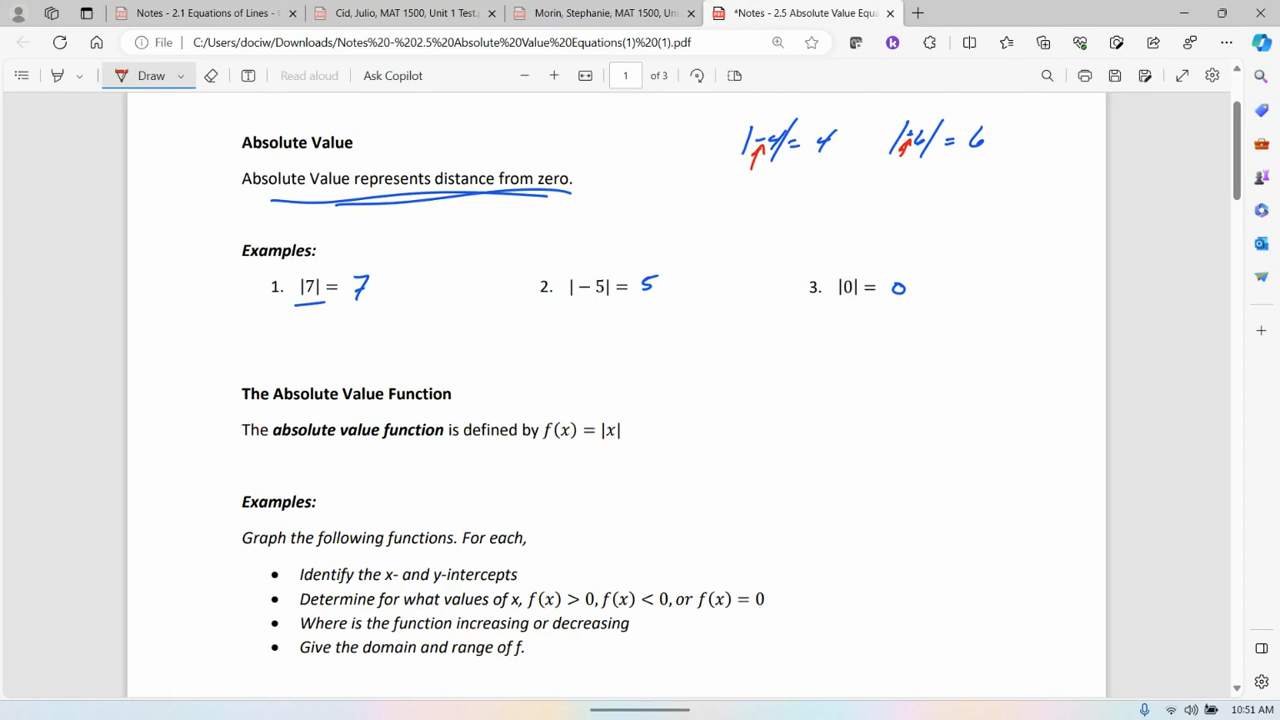 Notes - 2.1 Equations of Lines -
Cid, Julio, MAT 1500, Unit 1 Test.
Morin, Stephanie, MAT 1500, Un
*Notes - 2.5 Absolute Value Equa
File C:/Users/dociw/Downloads/Notes%20-%202.5%20Absolute%20Value%20Equations(1)%20(1).pdf
Draw Read aloud Ask Copilot 1 of 3
|-4| = 4 |+6| = 6
Absolute Value
Absolute Value represents distance from zero.
Examples:
1. |7| = 7 2. |− 5| = 5 3. |0| = 0
The Absolute Value Function
The absolute value function is defined by f(x) = |x|
Examples:
Graph the following functions. For each,
• Identify the x- and y-intercepts
• Determine for what values of x, f(x) > 0, f(x) < 0, or f(x) = 0
• Where is the function increasing or decreasing
• Give the domain and range of f.
10:51 AM